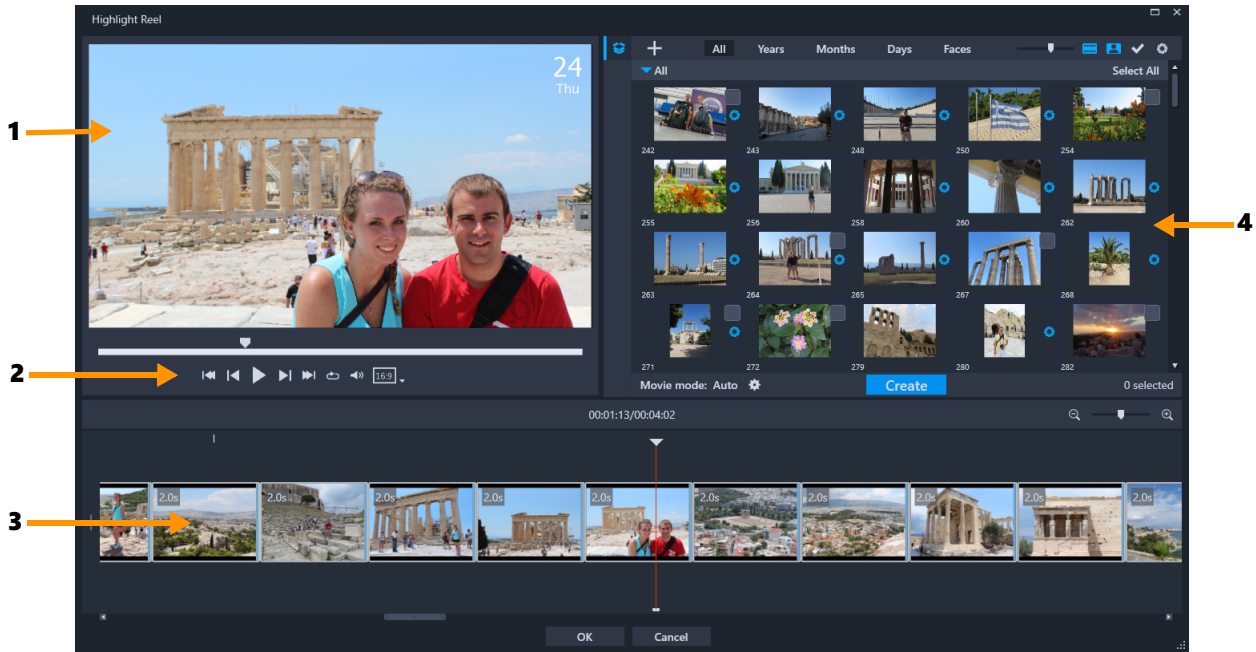 Highlight Reel
24
Thu
All Years Months Days Faces
All Select All
242 243 248 250 254
255 256 258 260 262
263 264 265 267 268
271 272 279 280 282
1
2
3
4
16:9
Movie mode: Auto Create 0 selected
00:01:13/00:04:02
2.0s 2.0s 2.0s 2.0s 2.0s 2.0s 2.0s 2.0s 2.0s 2.0s
OK Cancel